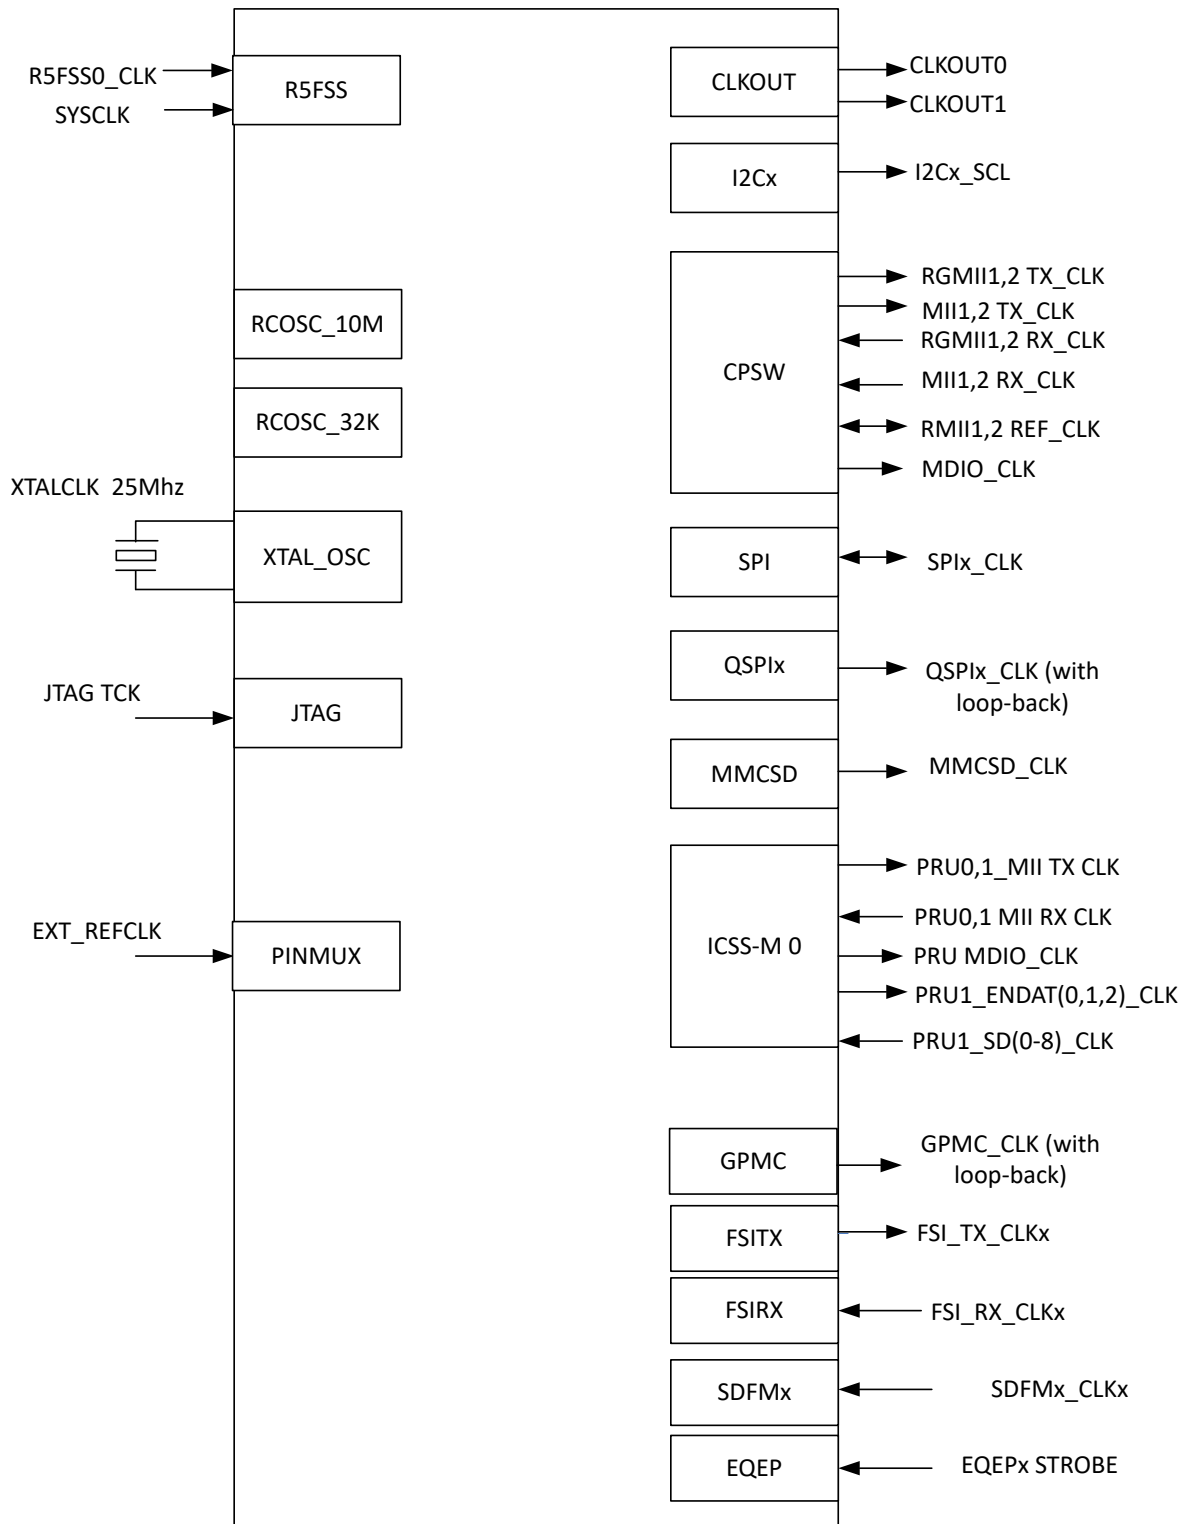 R5FSS0_CLK
SYSCLK
R5FSS
RCOSC_10M
RCOSC_32K
XTALCLK  25Mhz
XTAL_OSC
JTAG TCK
JTAG
EXT_REFCLK
PINMUX
CLKOUT
CLKOUT0
CLKOUT1
I2Cx
I2Cx_SCL
CPSW
RGMII1,2 TX_CLK
MII1,2 TX_CLK
RGMII1,2 RX_CLK
MII1,2 RX_CLK
RMII1,2 REF_CLK
MDIO_CLK
SPI
SPIx_CLK
QSPIx
QSPIx_CLK (with
loop-back)
MMCSD
MMCSD_CLK
ICSS-M 0
PRU0,1_MII TX CLK
PRU0,1 MII RX CLK
PRU MDIO_CLK
PRU1_ENDAT(0,1,2)_CLK
PRU1_SD(0-8)_CLK
GPMC
GPMC_CLK (with
loop-back)
FSITX
FSI_TX_CLKx
FSIRX
FSI_RX_CLKx
SDFMx
SDFMx_CLKx
EQEP
EQEPx STROBE